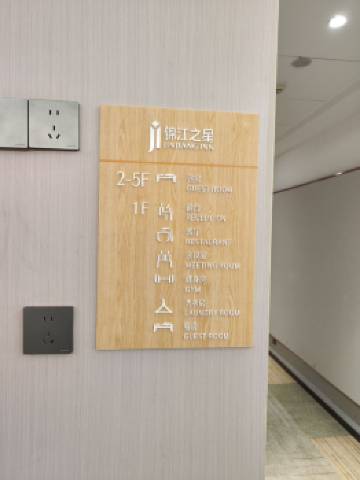 锦江之星
JINJIANG INN
2-5F 客房
GUEST ROOM
1F 前台
RECEPTION
餐厅
RESTAURANT
会议室
MEETING ROOM
健身房
GYM
洗衣房
LAUNDRY ROOM
客房
GUEST ROOM